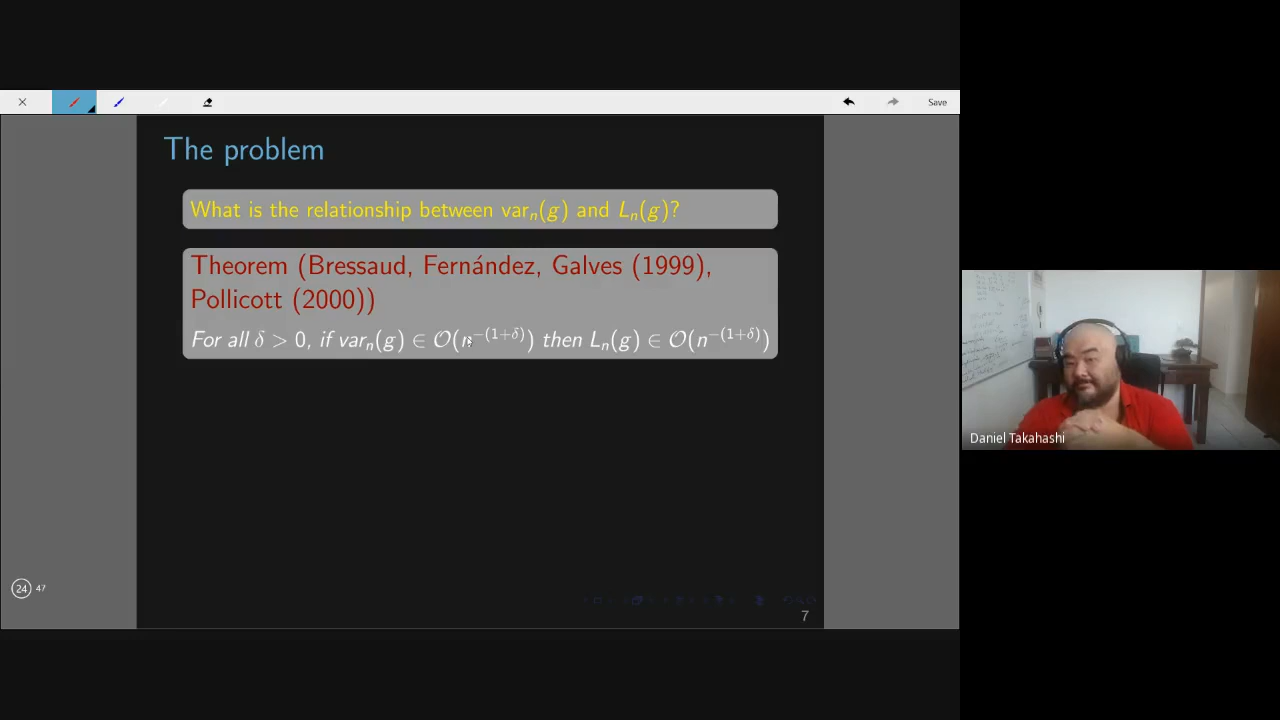 Save
The problem
What is the relationship between varₙ(g) and Lₙ(g)?
Theorem (Bressaud, Fernández, Galves (1999),
Pollicott (2000))
For all δ > 0, if varₙ(g) ∈ 𝒪(n⁻⁽¹⁺ᵟ⁾) then Lₙ(g) ∈ 𝒪(n⁻⁽¹⁺ᵟ⁾)
Daniel Takahashi
24 47
7